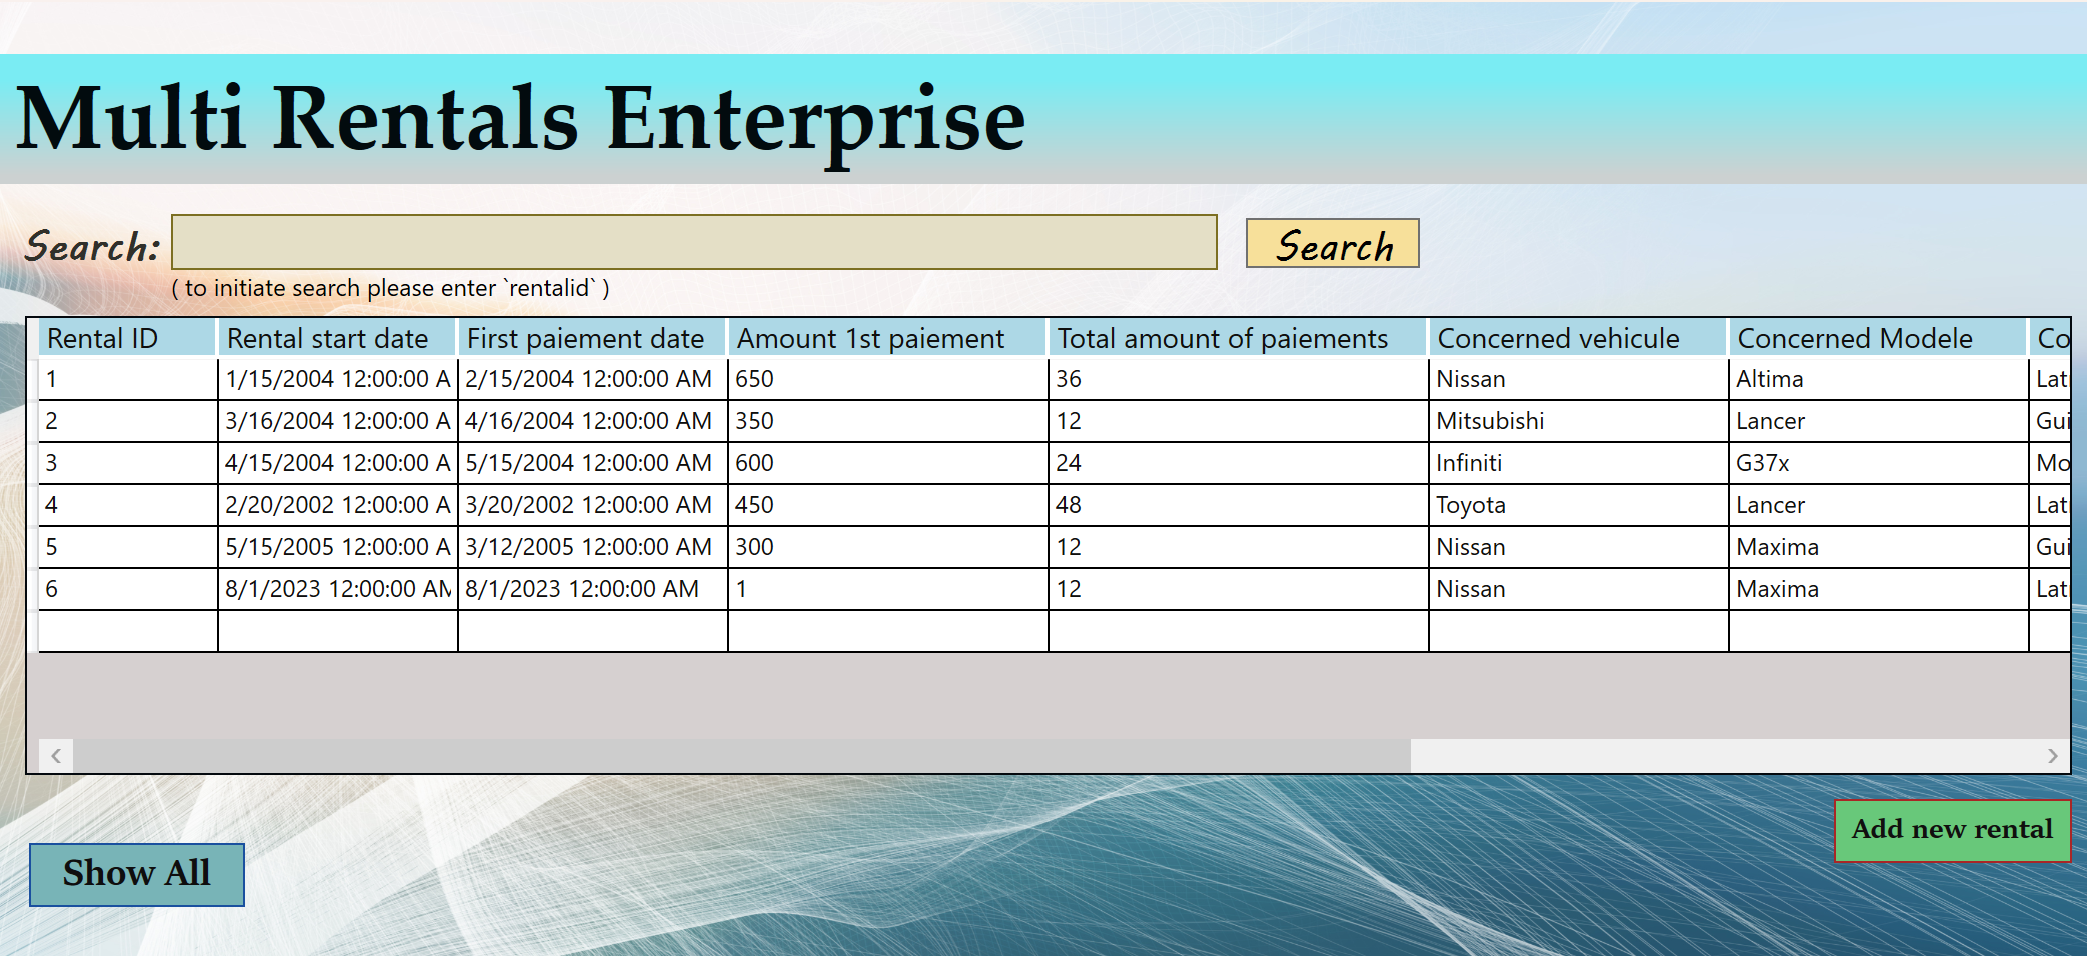 Multi Rentals Enterprise
Search: Search
( to initiate search please enter `rentalid` )
Rental ID Rental start date First paiement date Amount 1st paiement Total amount of paiements Concerned vehicule Concerned Modele Co
1 1/15/2004 12:00:00 A 2/15/2004 12:00:00 AM 650 36 Nissan Altima Lat
2 3/16/2004 12:00:00 A 4/16/2004 12:00:00 AM 350 12 Mitsubishi Lancer Gui
3 4/15/2004 12:00:00 A 5/15/2004 12:00:00 AM 600 24 Infiniti G37x Mo
4 2/20/2002 12:00:00 A 3/20/2002 12:00:00 AM 450 48 Toyota Lancer Lat
5 5/15/2005 12:00:00 A 3/12/2005 12:00:00 AM 300 12 Nissan Maxima Gui
6 8/1/2023 12:00:00 AM 8/1/2023 12:00:00 AM 1 12 Nissan Maxima Lat
Add new rental
Show All